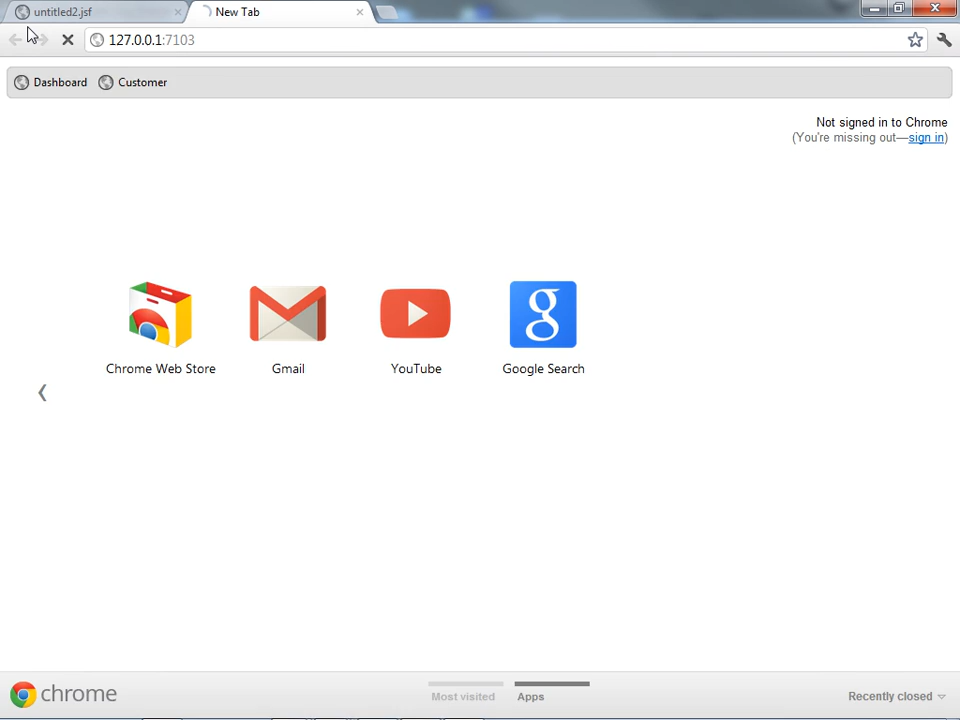 untitled2.jsf
New Tab
127.0.0.1:7103
Dashboard
Customer
Not signed in to Chrome
(You're missing out—sign in)
Chrome Web Store
Gmail
YouTube
Google Search
chrome
Most visited
Apps
Recently closed